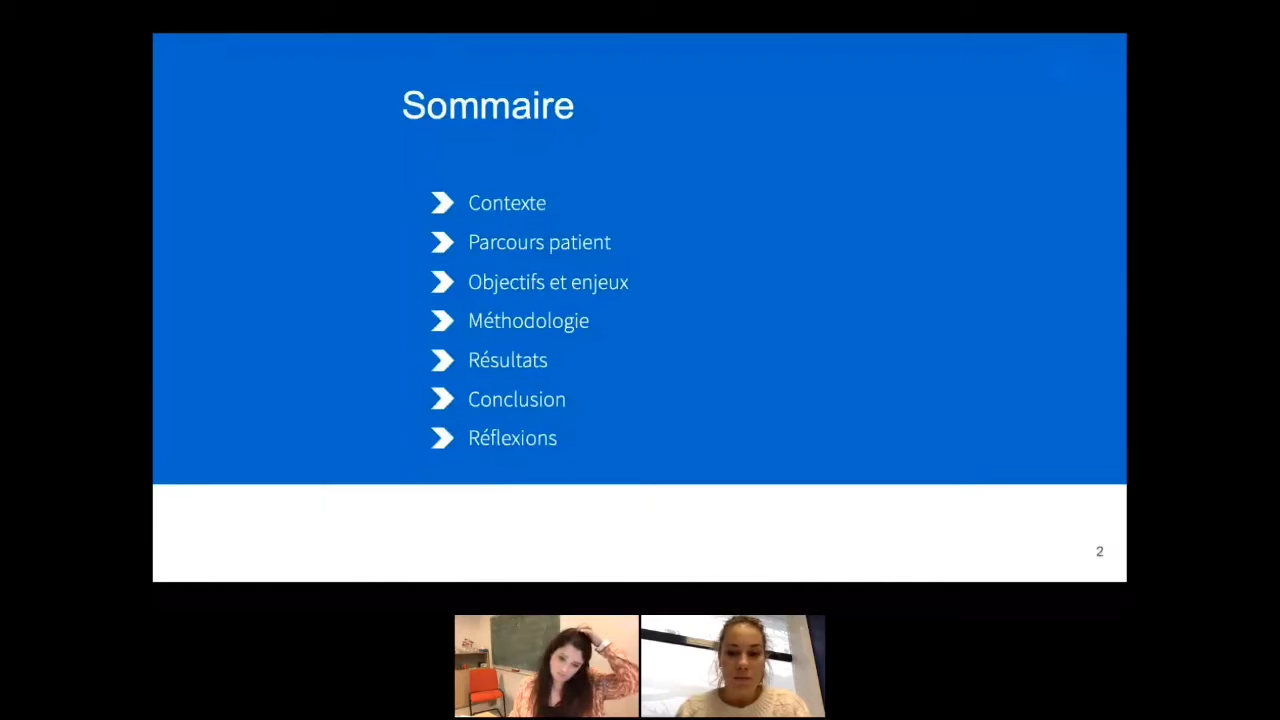 Sommaire
Contexte
Parcours patient
Objectifs et enjeux
Méthodologie
Résultats
Conclusion
Réflexions
2